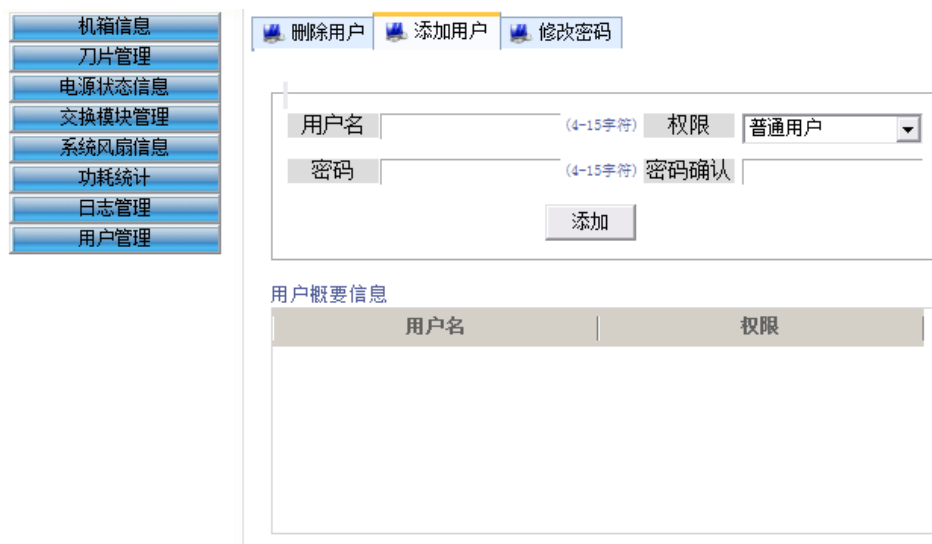 机箱信息
刀片管理
电源状态信息
交换模块管理
系统风扇信息
功耗统计
日志管理
用户管理
删除用户 添加用户 修改密码
用户名 (4-15字符) 权限 普通用户
密码 (4-15字符) 密码确认
添加
用户概要信息
用户名 权限